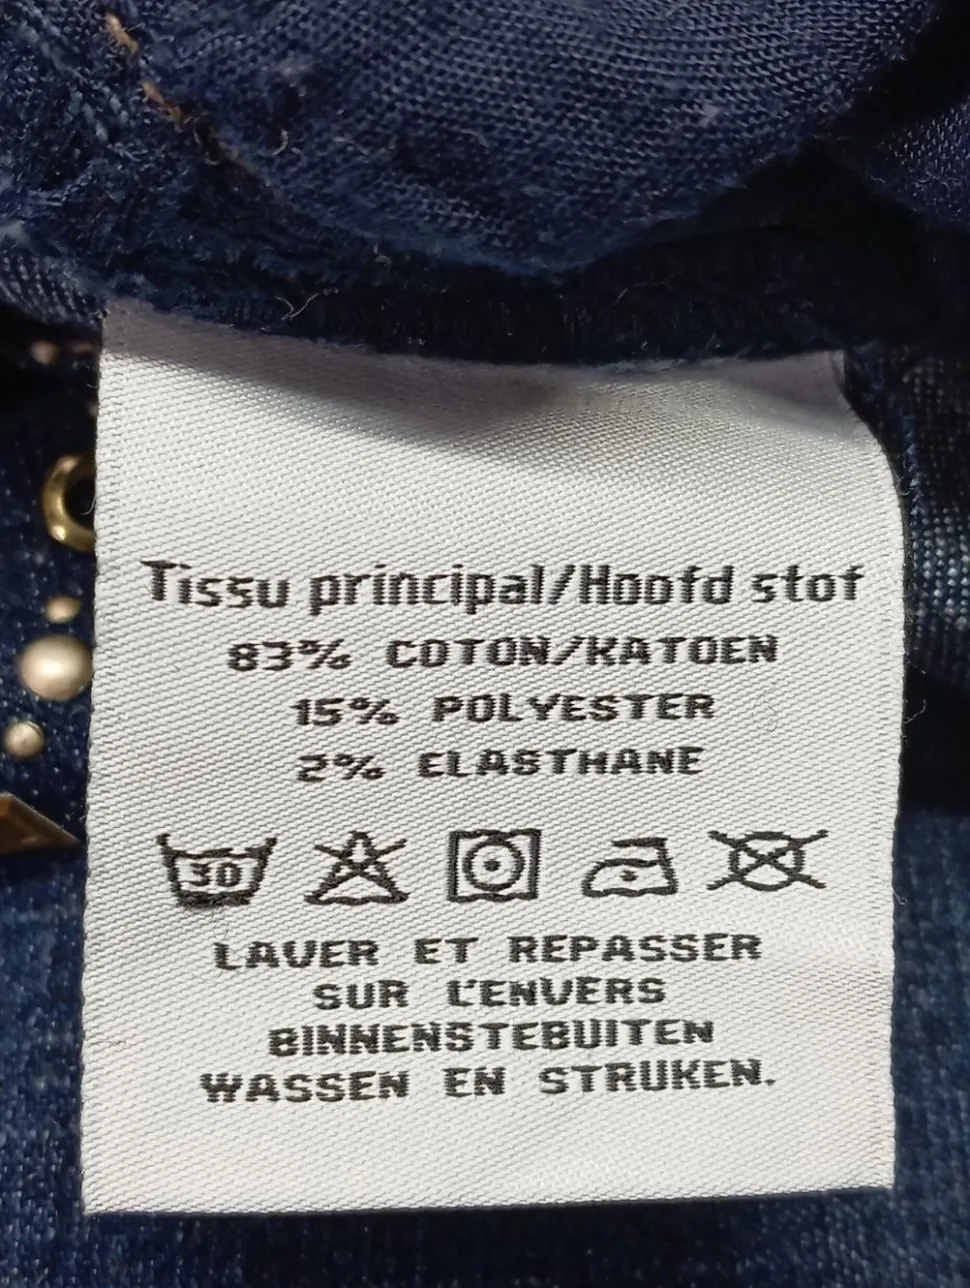 Tissu principal/Hoofd stof
83% COTON/KATOEN
15% POLYESTER
2% ELASTHANE
30
LAVER ET REPASSER
SUR L'ENVERS
BINNENSTEBUITEN
WASSEN EN STRUKEN.